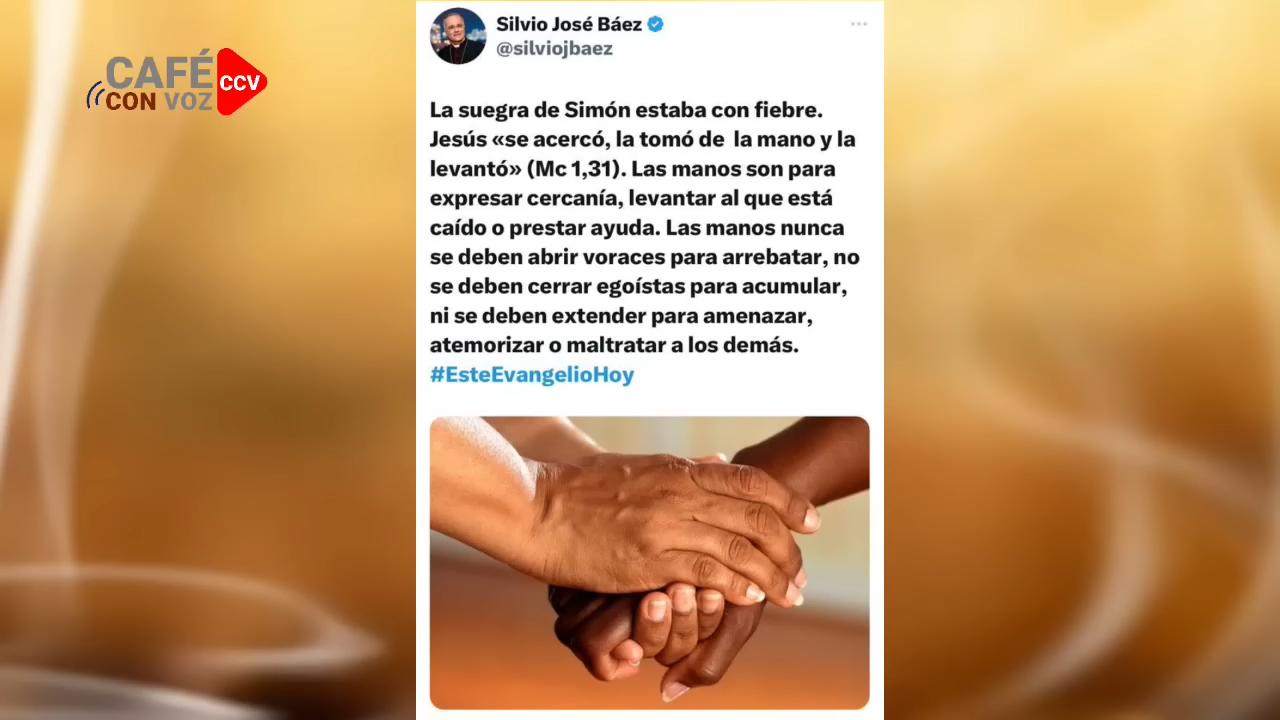 CAFÉ
CON VOZ
CCV
Silvio José Báez
@silviojbaez
La suegra de Simón estaba con fiebre.
Jesús «se acercó, la tomó de la mano y la
levantó» (Mc 1,31). Las manos son para
expresar cercanía, levantar al que está
caído o prestar ayuda. Las manos nunca
se deben abrir voraces para arrebatar, no
se deben cerrar egoístas para acumular,
ni se deben extender para amenazar,
atemorizar o maltratar a los demás.
#EsteEvangelioHoy